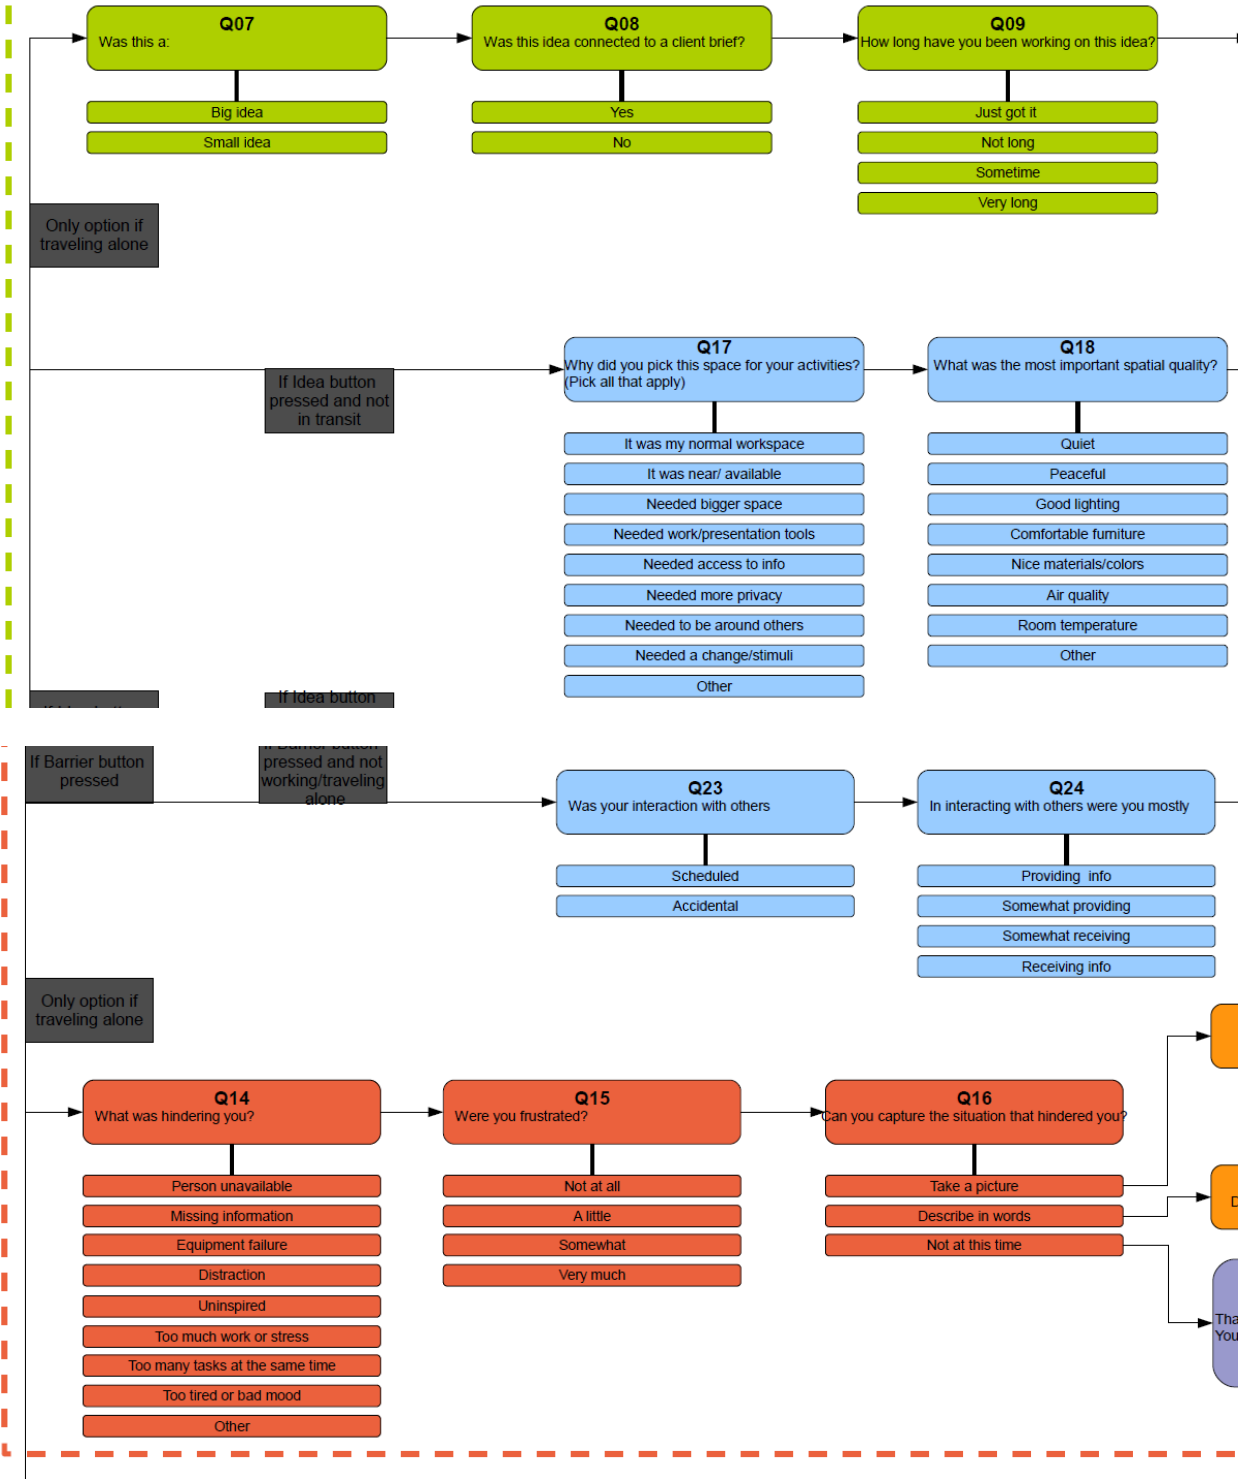 Q07
Was this a:
Big idea
Small idea
Q08
Was this idea connected to a client brief?
Yes
No
Q09
How long have you been working on this idea?
Just got it
Not long
Sometime
Very long
Only option if
traveling alone
If Idea button
pressed and not
in transit
Q17
Why did you pick this space for your activities?
(Pick all that apply)
It was my normal workspace
It was near/ available
Needed bigger space
Needed work/presentation tools
Needed access to info
Needed more privacy
Needed to be around others
Needed a change/stimuli
Other
Q18
What was the most important spatial quality?
Quiet
Peaceful
Good lighting
Comfortable furniture
Nice materials/colors
Air quality
Room temperature
Other
If Idea button
If Barrier button
pressed
If Barrier button
pressed and not
working/traveling
alone
Q23
Was your interaction with others
Scheduled
Accidental
Q24
In interacting with others were you mostly
Providing info
Somewhat providing
Somewhat receiving
Receiving info
Only option if
traveling alone
Q14
What was hindering you?
Person unavailable
Missing information
Equipment failure
Distraction
Uninspired
Too much work or stress
Too many tasks at the same time
Too tired or bad mood
Other
Q15
Were you frustrated?
Not at all
A little
Somewhat
Very much
Q16
Can you capture the situation that hindered you?
Take a picture
Describe in words
Not at this time
D
Tha
You